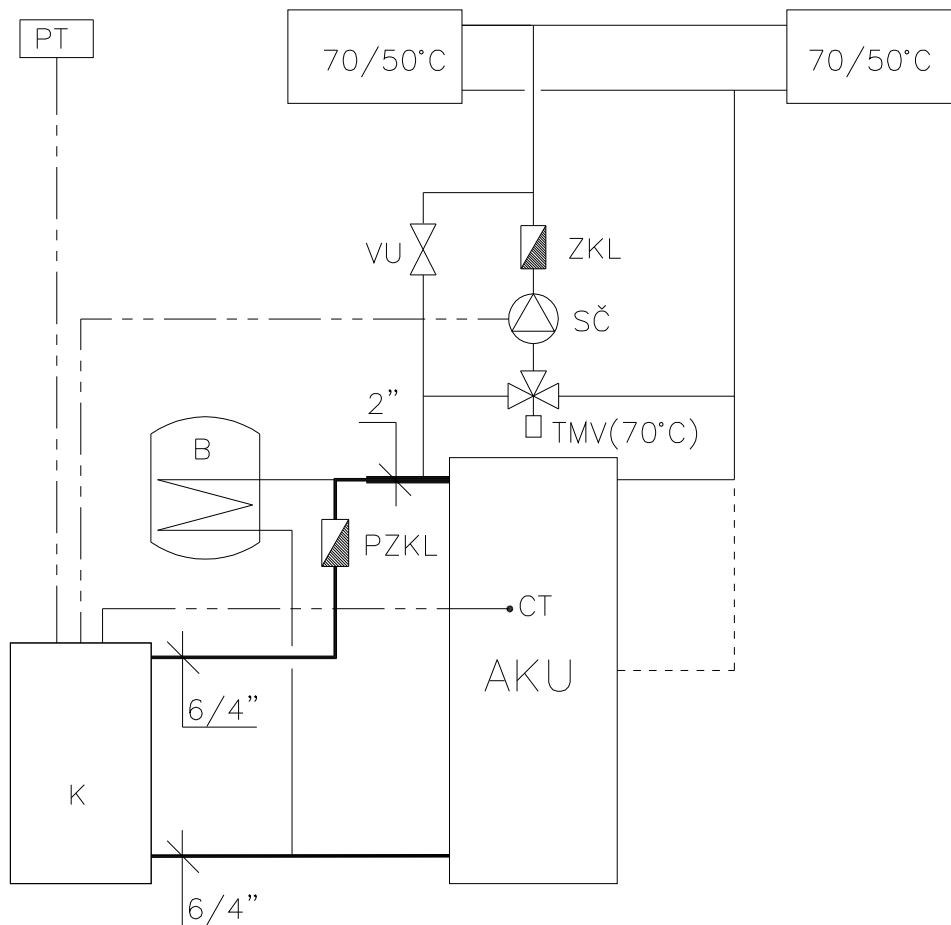 PT
70/50°C
70/50°C
VU
ZKL
SČ
2”
TMV(70°C)
B
PZKL
CT
AKU
6/4”
K
6/4”